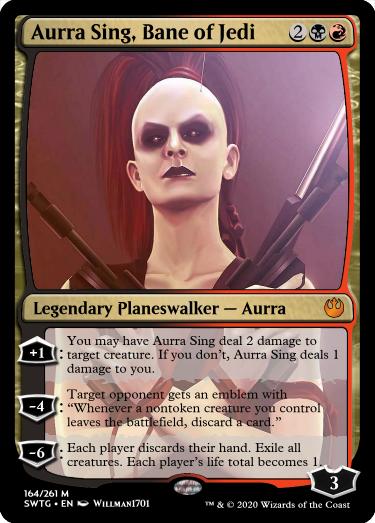 Aurra Sing, Bane of Jedi 2
Legendary Planeswalker — Aurra
+1: You may have Aurra Sing deal 2 damage to
target creature. If you don't, Aurra Sing deals 1
damage to you.
-4: Target opponent gets an emblem with
"Whenever a nontoken creature you control
leaves the battlefield, discard a card."
-6: Each player discards their hand. Exile all
creatures. Each player's life total becomes 1.
3
164/261 M
SWTG • EN Willman1701
™ & © 2020 Wizards of the Coast